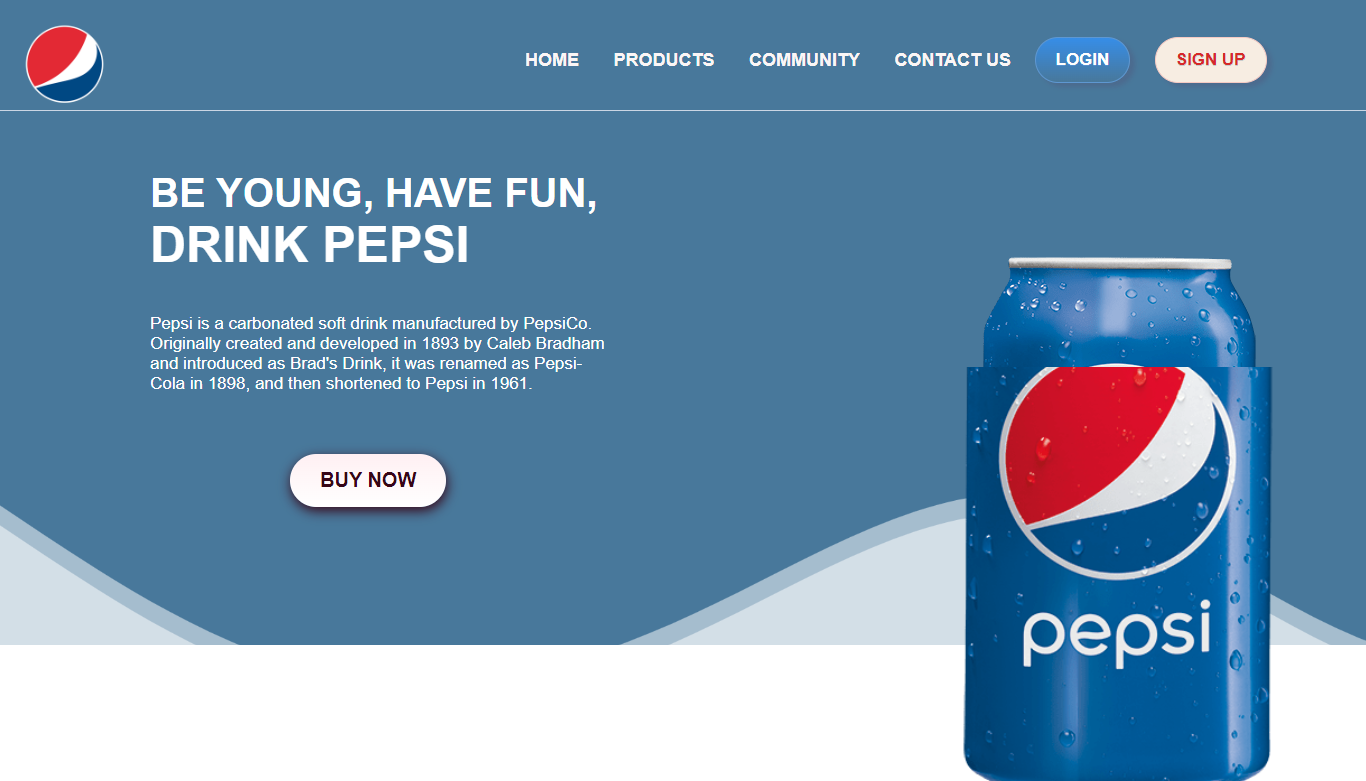 HOME PRODUCTS COMMUNITY CONTACT US LOGIN SIGN UP
BE YOUNG, HAVE FUN,
DRINK PEPSI
Pepsi is a carbonated soft drink manufactured by PepsiCo.
Originally created and developed in 1893 by Caleb Bradham
and introduced as Brad's Drink, it was renamed as Pepsi-
Cola in 1898, and then shortened to Pepsi in 1961.
BUY NOW
pepsi